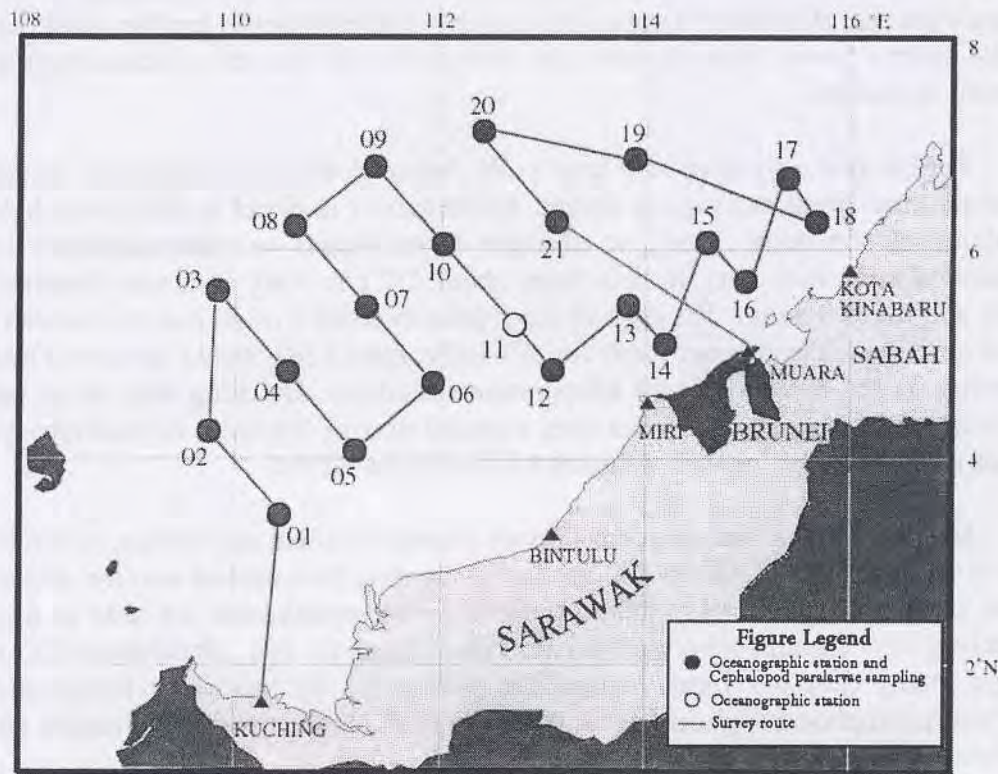 108 110 112 114 116 °E
8
20
19
09
17
08
15
18
10
21
03
6
07
16
KOTA
KINABARU
11
13
04
14
SABAH
06
12
MUARA
MIRI
BRUNEI
02
05
4
01
BINTULU
SARAWAK
Figure Legend
Oceanographic station and
Cephalopod paralarvae sampling
Oceanographic station
Survey route
2°N
KUCHING